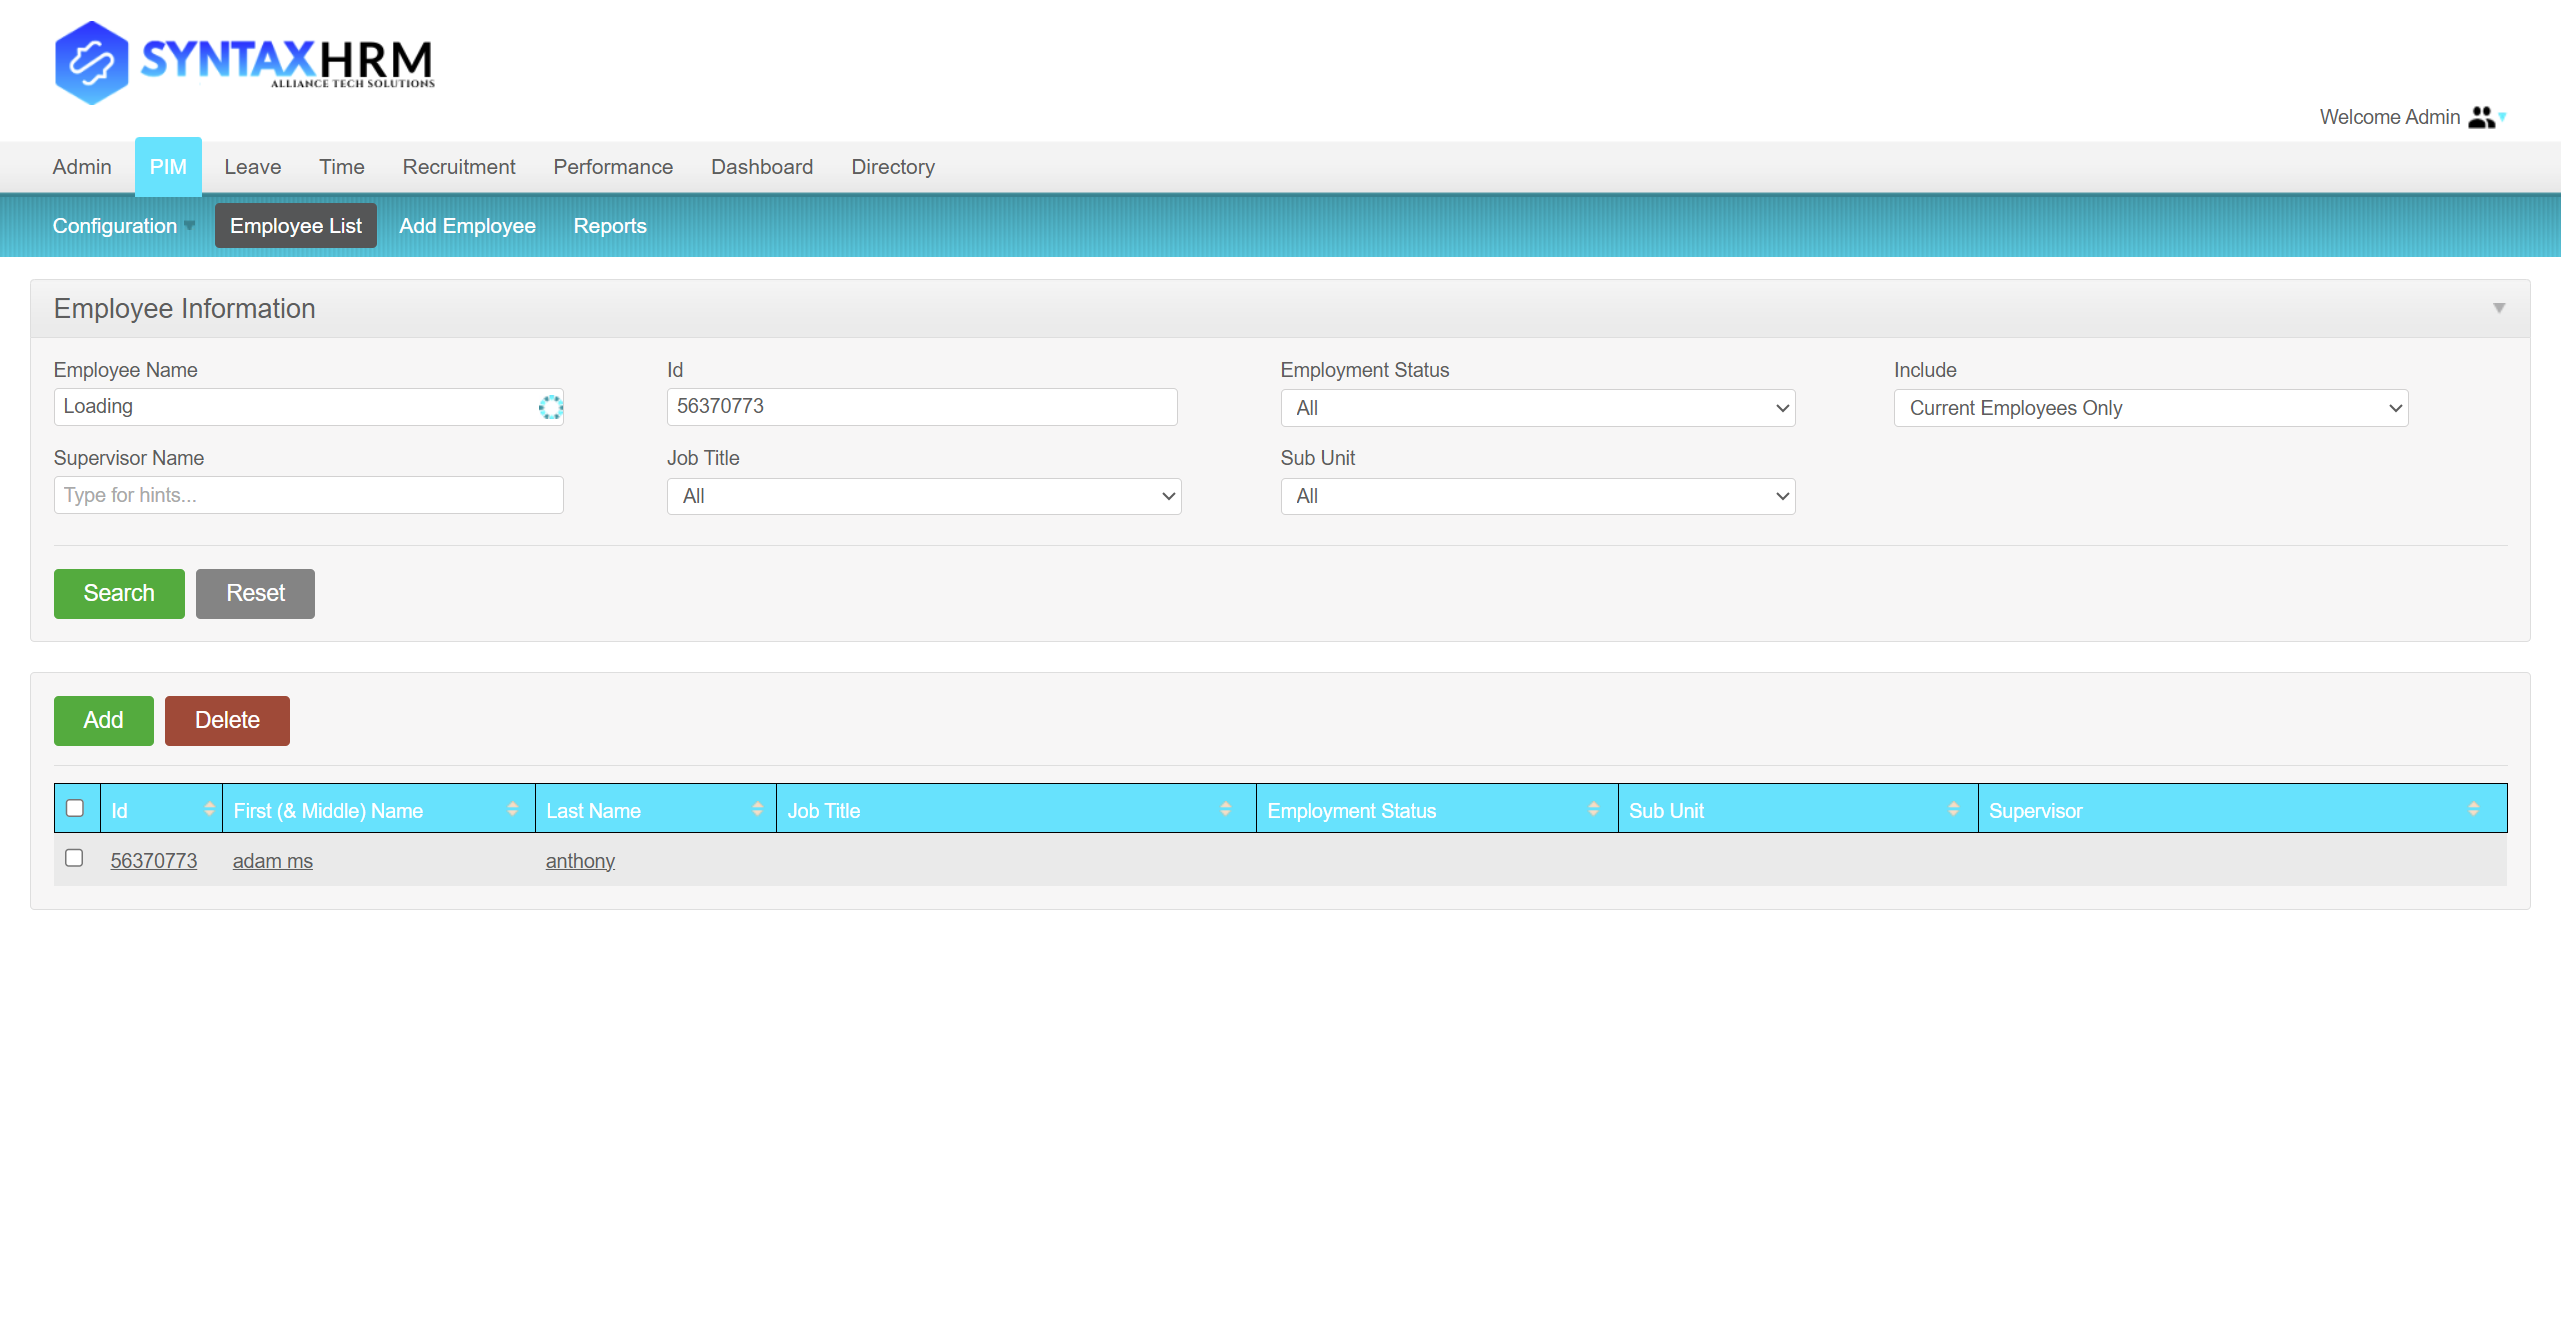 SYNTAXHRM
ALLIANCE TECH SOLUTIONS
Welcome Admin
Admin PIM Leave Time Recruitment Performance Dashboard Directory
Configuration Employee List Add Employee Reports
Employee Information
Employee Name Id Employment Status Include
Loading 56370773 All Current Employees Only
Supervisor Name Job Title Sub Unit
Type for hints... All All
Search Reset
Add Delete
Id First (& Middle) Name Last Name Job Title Employment Status Sub Unit Supervisor
56370773 adam ms anthony